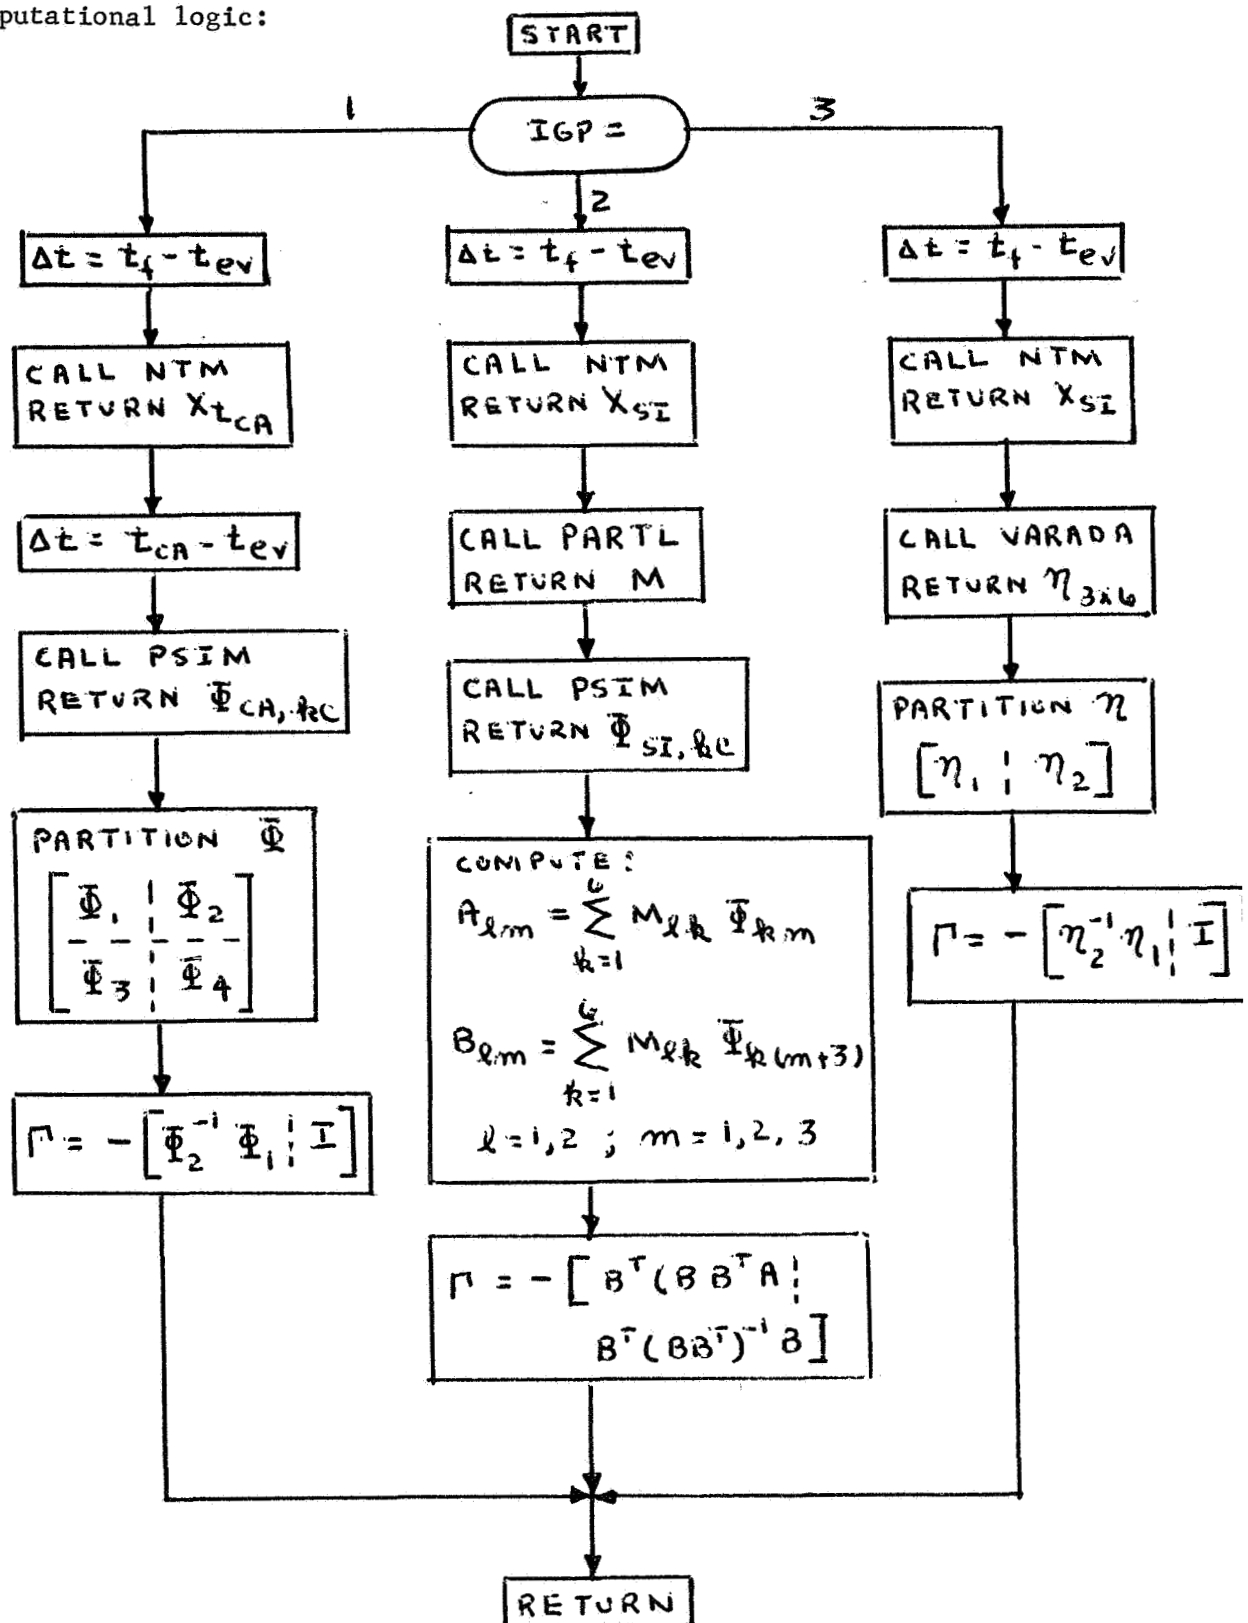 putational logic:
START
IGP =
1
2
3
Δt = t_f - t_ev
CALL NTM
RETURN X_t_CA
Δt = t_CA - t_ev
CALL PSIM
RETURN Φ_CA,kC
PARTITION Φ
[Φ_1 ¦ Φ_2
Φ_3 ¦ Φ_4]
Γ = - [Φ_2^-1 Φ_1 ¦ I]
Δt = t_f - t_ev
CALL NTM
RETURN X_SI
CALL PARTL
RETURN M
CALL PSIM
RETURN Φ_SI,kC
COMPUTE:
A_ℓm = Σ_{k=1}^{6} M_ℓk Φ_km
B_ℓm = Σ_{k=1}^{6} M_ℓk Φ_k(m+3)
ℓ = 1, 2 ; m = 1, 2, 3
Γ = - [ B^T (B B^T A ¦
B^T (BB^T)^-1 B ]
Δt = t_f - t_ev
CALL NTM
RETURN X_SI
CALL VARADA
RETURN η_3x6
PARTITION η
[η_1 ¦ η_2]
Γ = - [η_2^-1 η_1 ¦ I]
RETURN